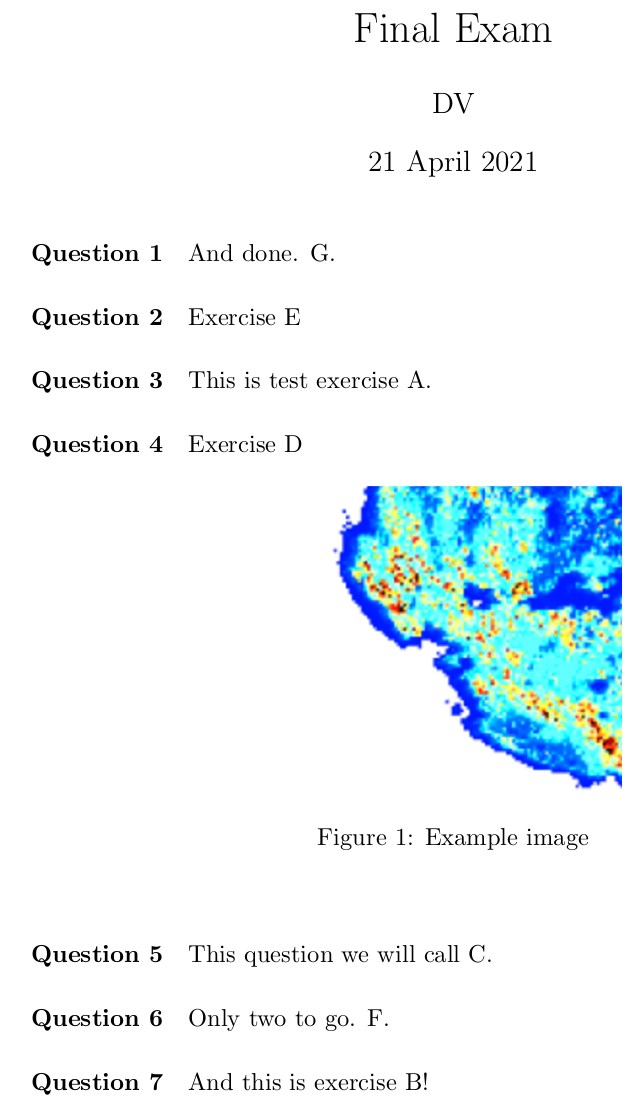 Final Exam
DV
21 April 2021
Question 1 And done. G.
Question 2 Exercise E
Question 3 This is test exercise A.
Question 4 Exercise D
Figure 1: Example image
Question 5 This question we will call C.
Question 6 Only two to go. F.
Question 7 And this is exercise B!